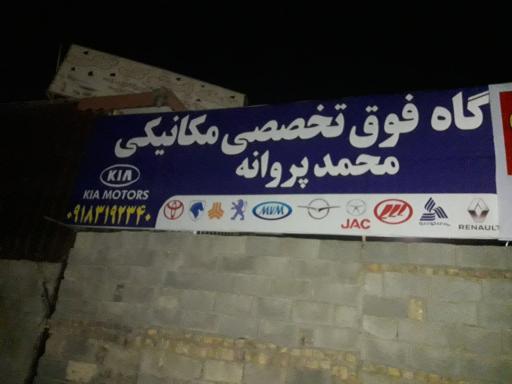 گاه فوق تخصصی مکانیکی
محمد پروانه
KIA
KIA MOTORS
۰۹۱۸۳۱۹۲۳۴۰
MVM
JAC
RENAULT